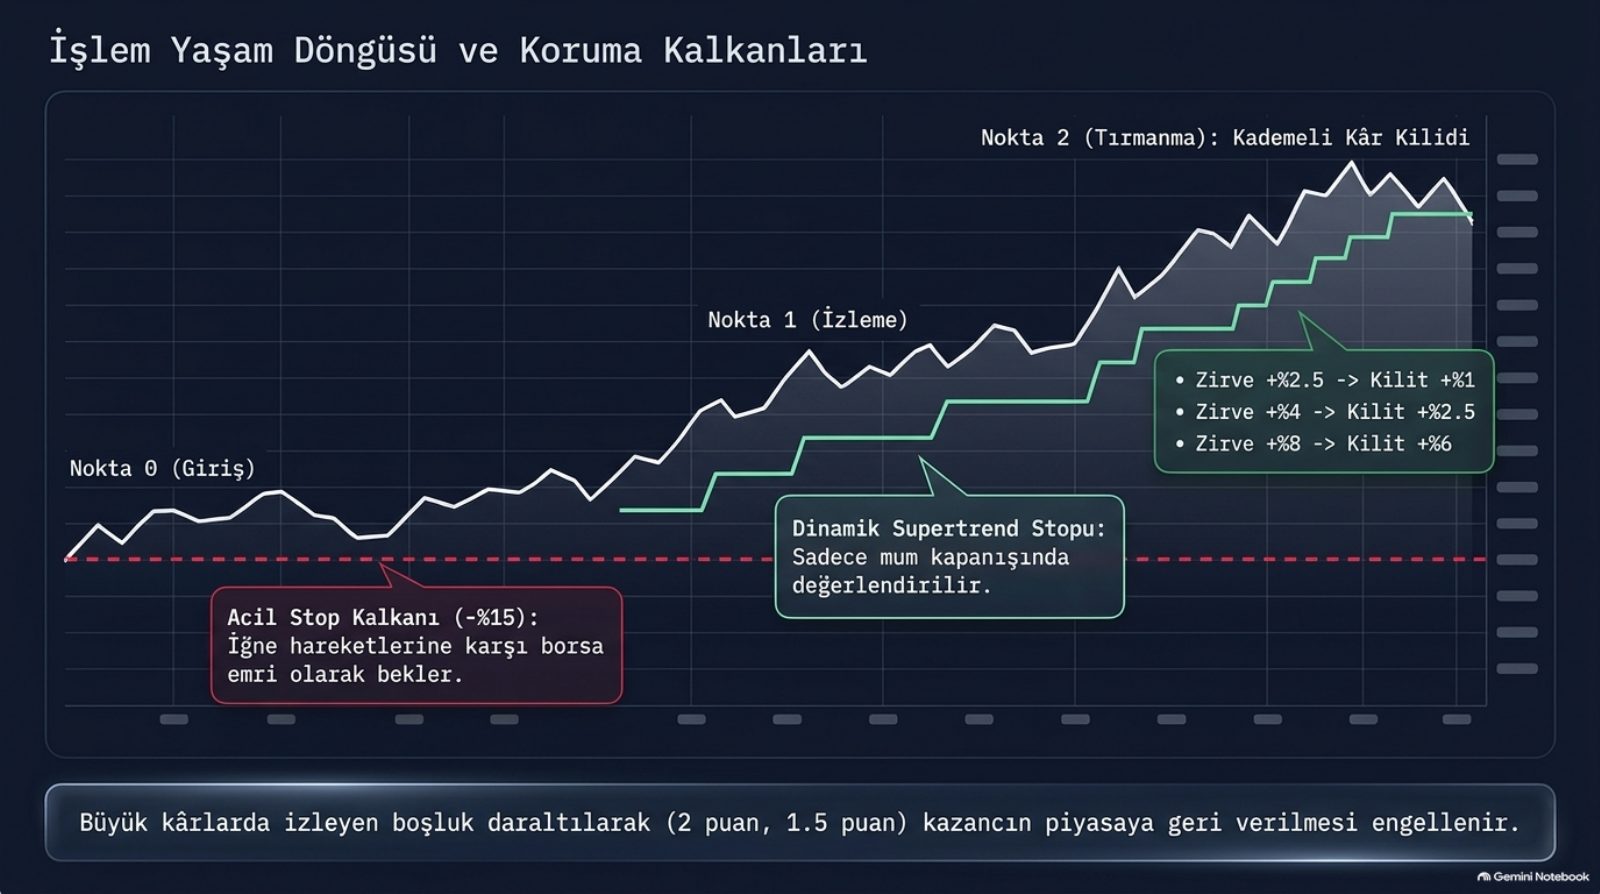 İşlem Yaşam Döngüsü ve Koruma Kalkanları
Nokta 2 (Tırmanma): Kademeli Kâr Kilidi
Nokta 1 (İzleme)
• Zirve +%2.5 -> Kilit +%1
• Zirve +%4 -> Kilit +%2.5
• Zirve +%8 -> Kilit +%6
Nokta 0 (Giriş)
Dinamik Supertrend Stopu:
Sadece mum kapanışında
değerlendirilir.
Acil Stop Kalkanı (-%15):
İğne hareketlerine karşı borsa
emri olarak bekler.
Büyük kârlarda izleyen boşluk daraltılarak (2 puan, 1.5 puan) kazancın piyasaya geri verilmesi engellenir.
Gemini Notebook